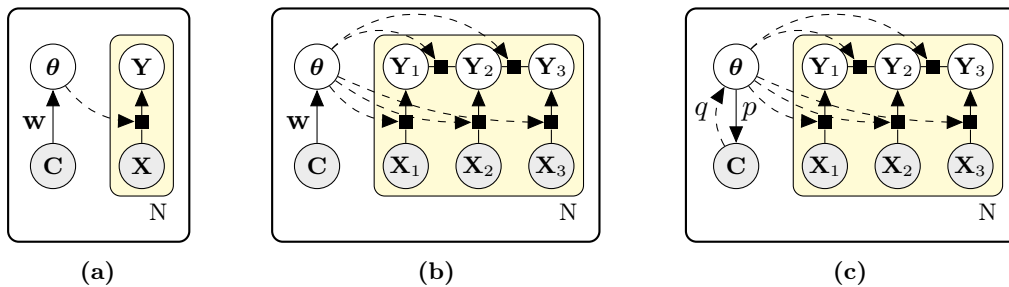 θ Y
w
C X
N
(a)
θ Y₁ Y₂ Y₃
w
C X₁ X₂ X₃
N
(b)
θ Y₁ Y₂ Y₃
q p
C X₁ X₂ X₃
N
(c)